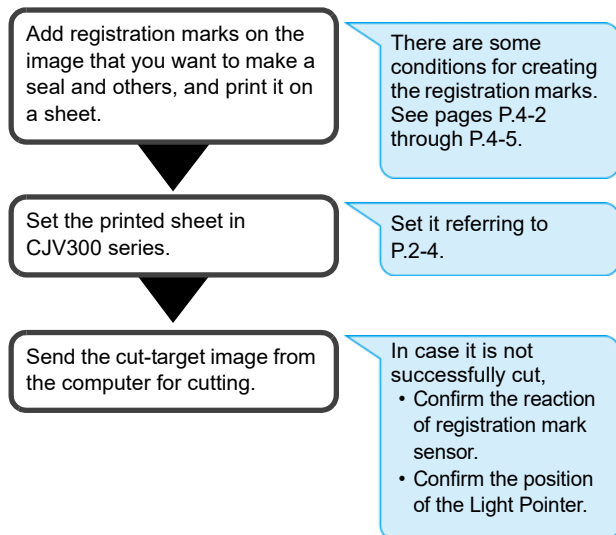 Add registration marks on the
image that you want to make a
seal and others, and print it on
a sheet.
There are some
conditions for creating
the registration marks.
See pages P.4-2
through P.4-5.
Set the printed sheet in
CJV300 series.
Set it referring to
P.2-4.
Send the cut-target image from
the computer for cutting.
In case it is not
successfully cut,
• Confirm the reaction
of registration mark
sensor.
• Confirm the position
of the Light Pointer.